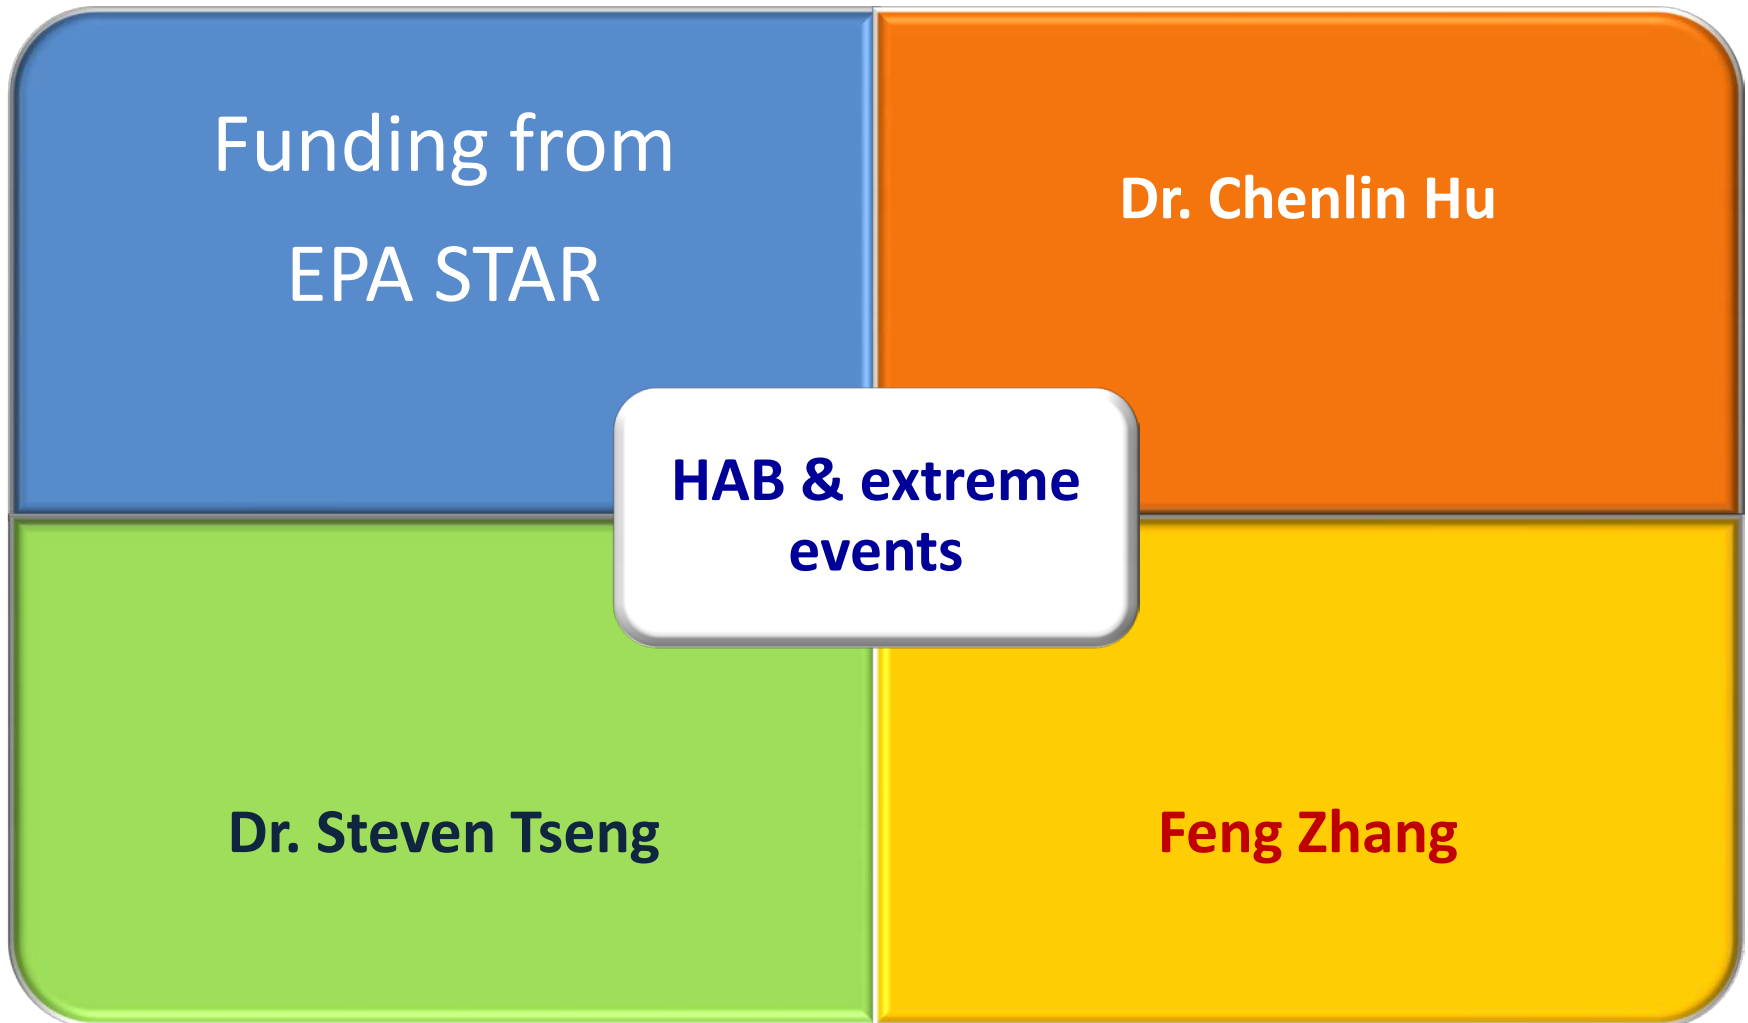 Funding from
EPA STAR
Dr. Chenlin Hu
HAB & extreme
events
Dr. Steven Tseng
Feng Zhang